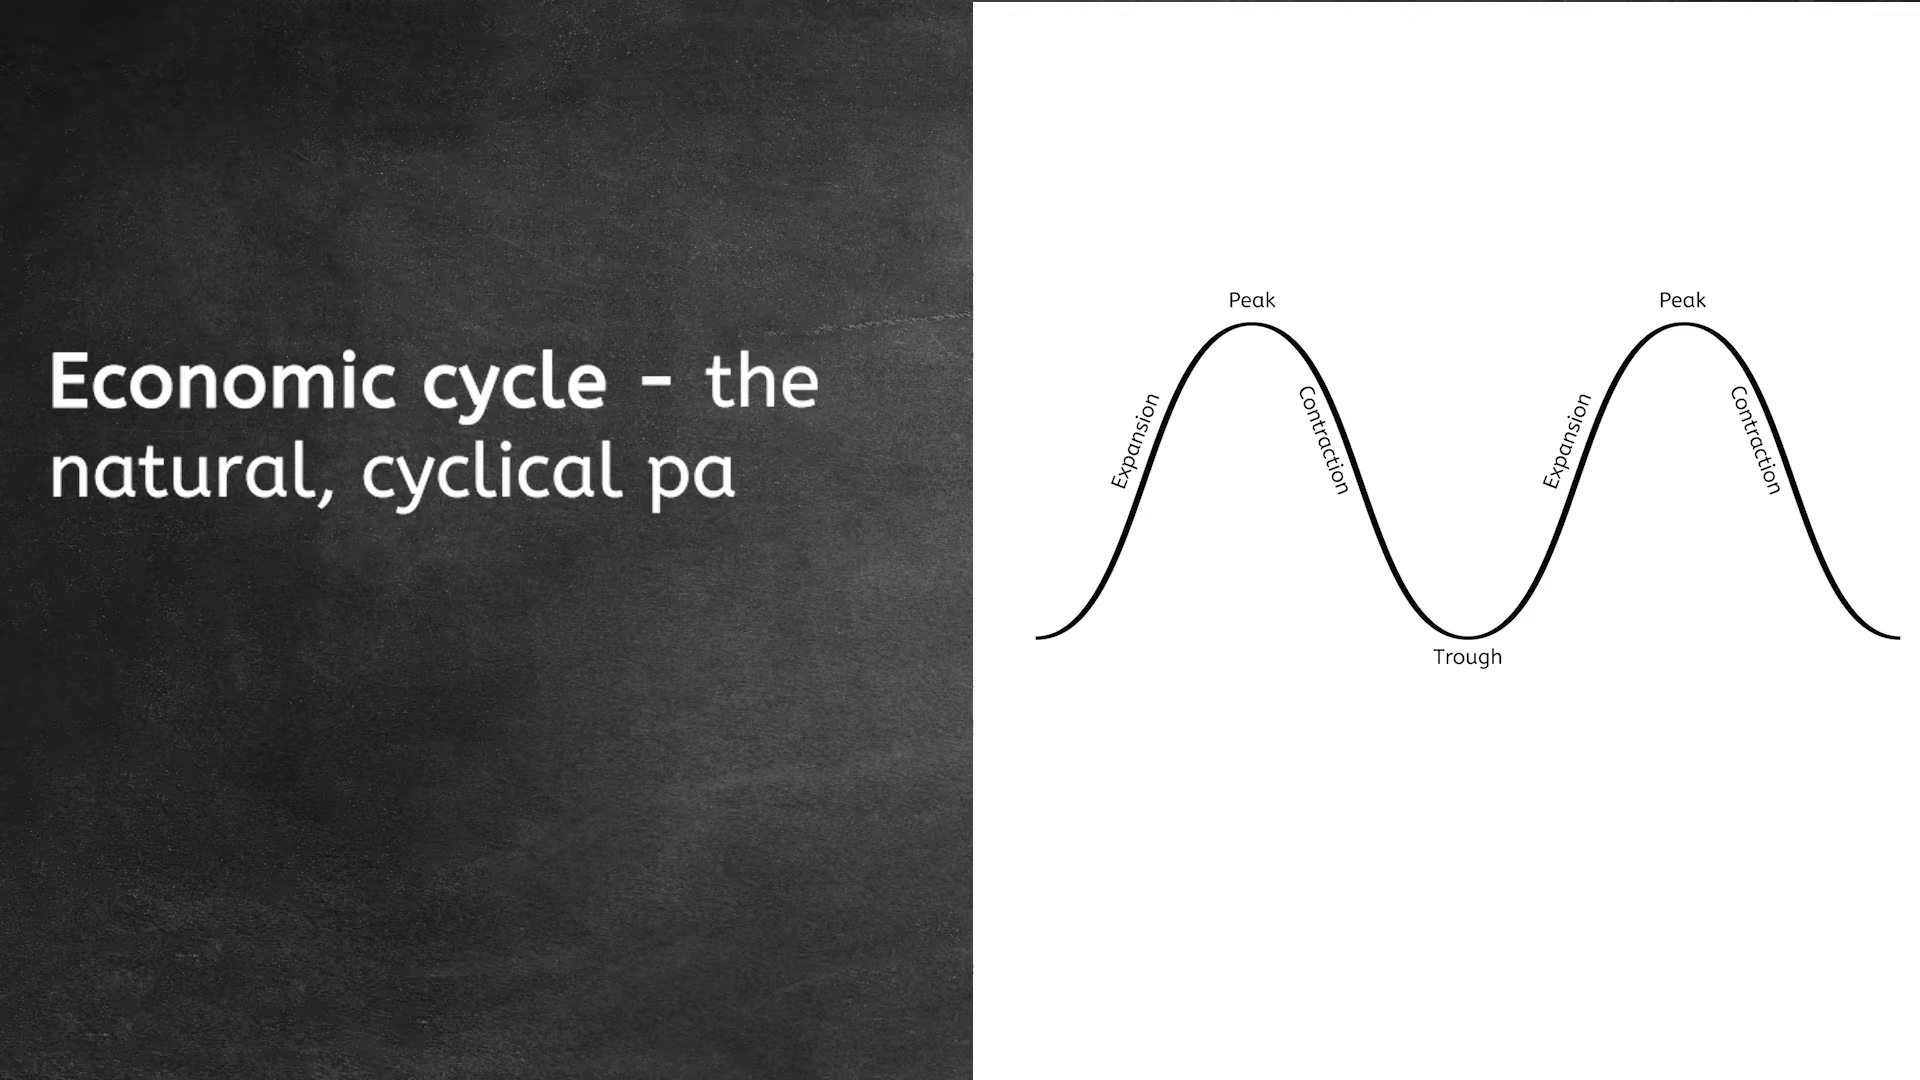 Economic cycle - the
natural, cyclical pa
Peak
Peak
Expansion
Contraction
Expansion
Contraction
Trough